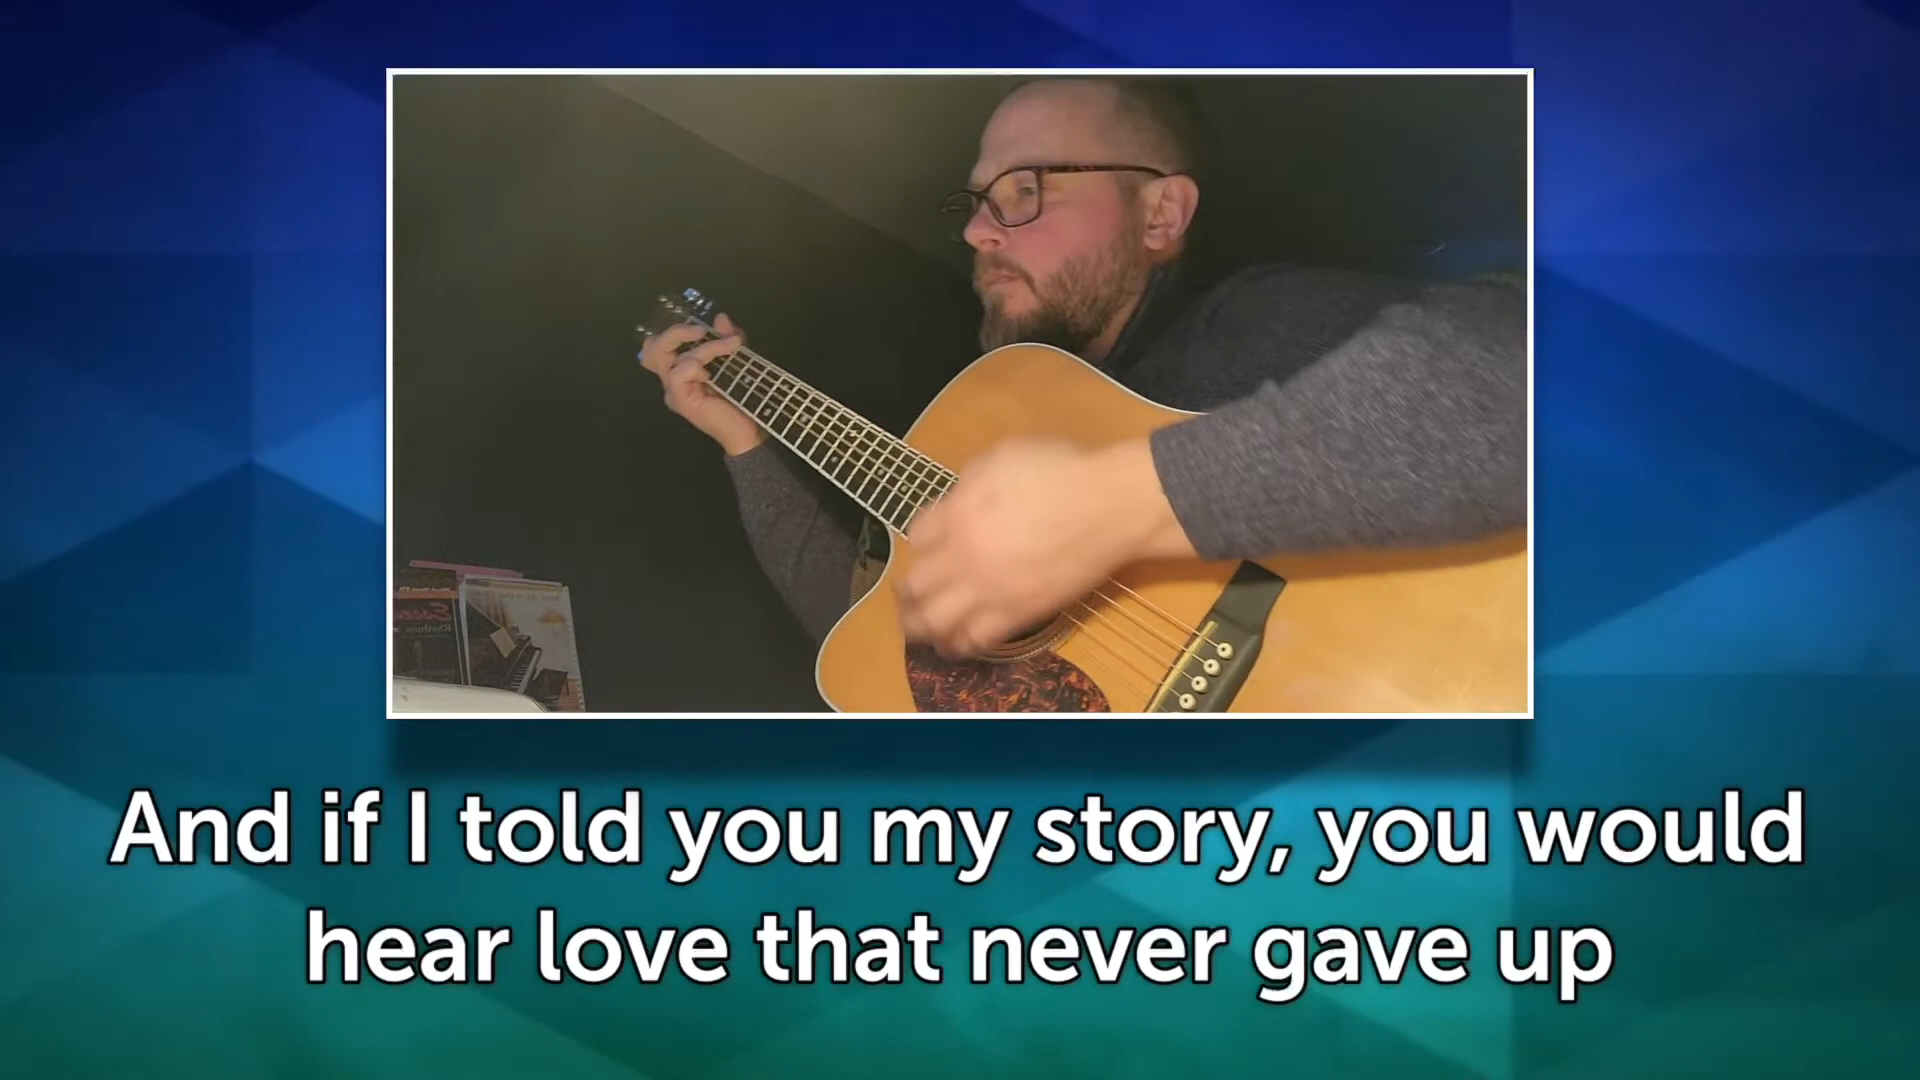 And if I told you my story, you would
hear love that never gave up